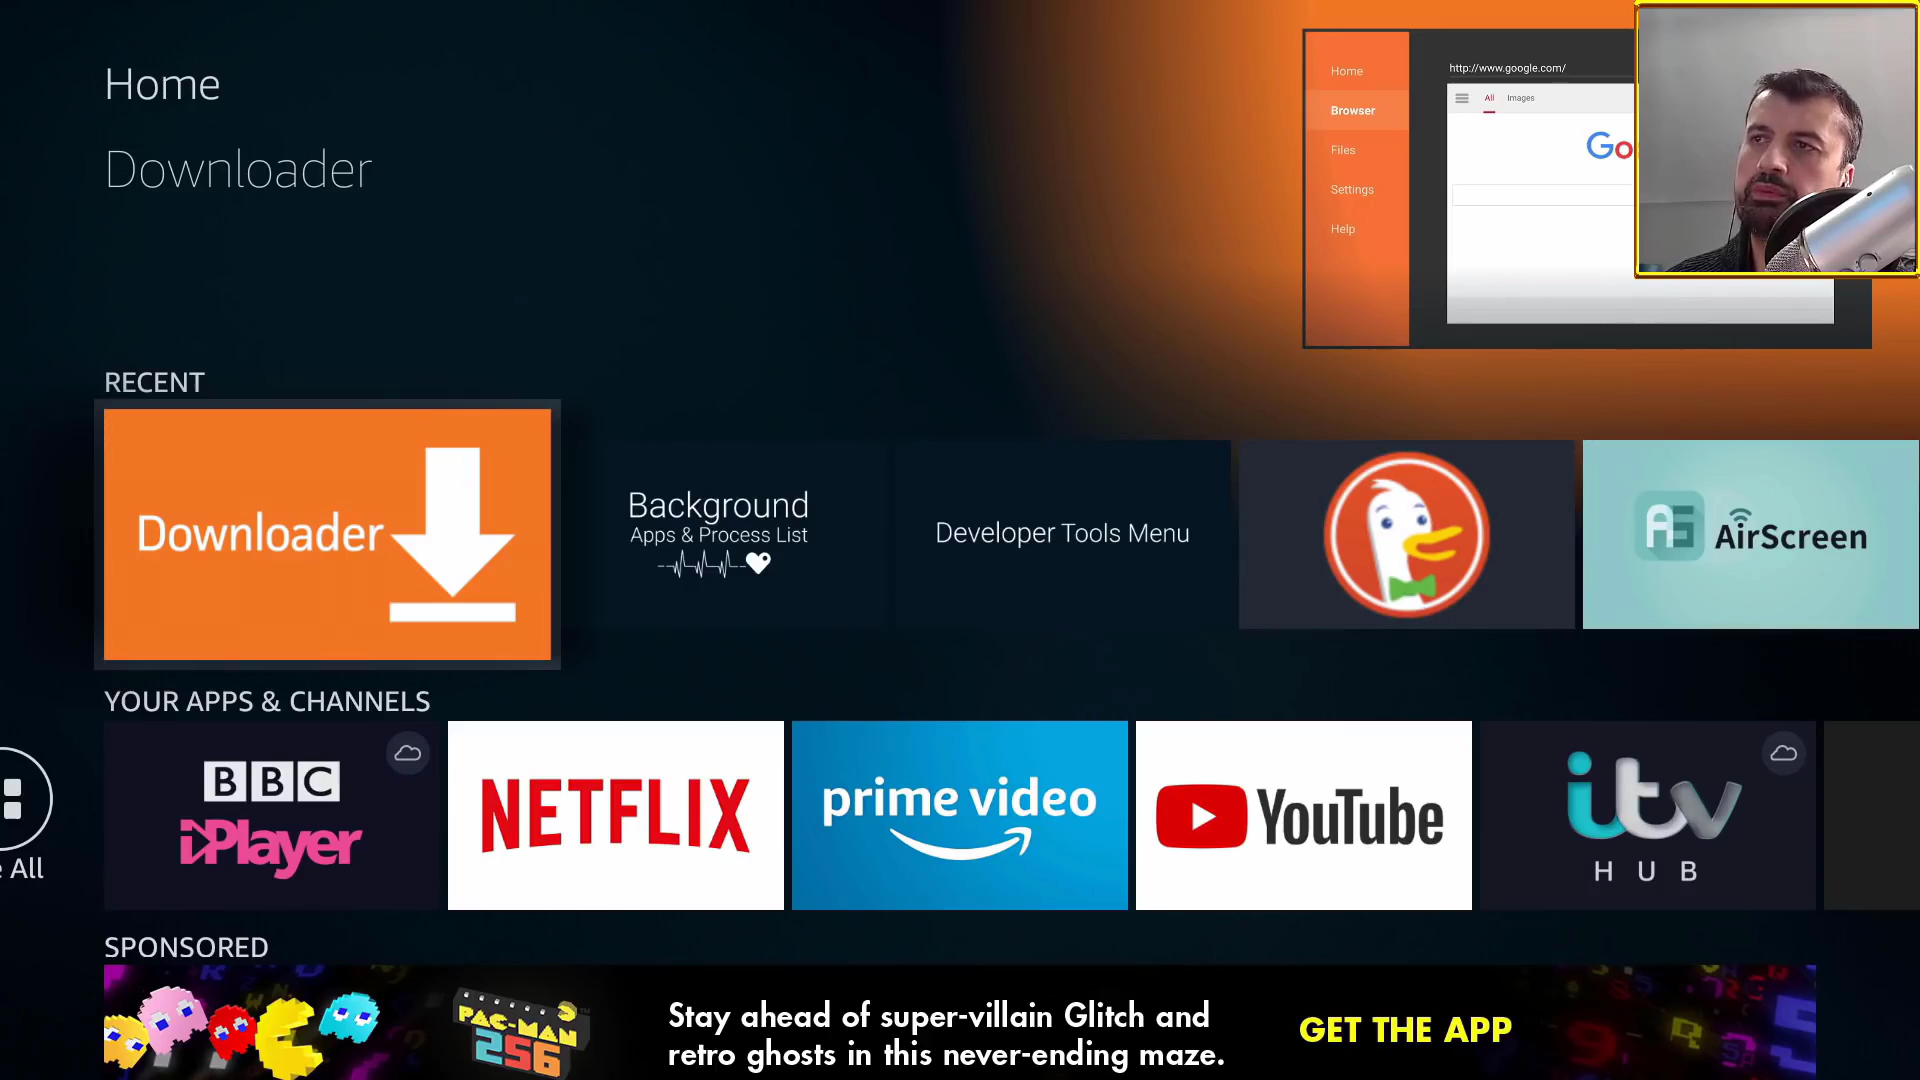 Home
Downloader
Home
Browser
Files
Settings
Help
http://www.google.com/
All
Images
Go
RECENT
Downloader
Background
Apps & Process List
Developer Tools Menu
AS AirScreen
YOUR APPS & CHANNELS
All
BBC
iPlayer
NETFLIX
prime video
YouTube
itv
HUB
SPONSORED
PAC-MAN
256
Stay ahead of super-villain Glitch and
retro ghosts in this never-ending maze.
GET THE APP